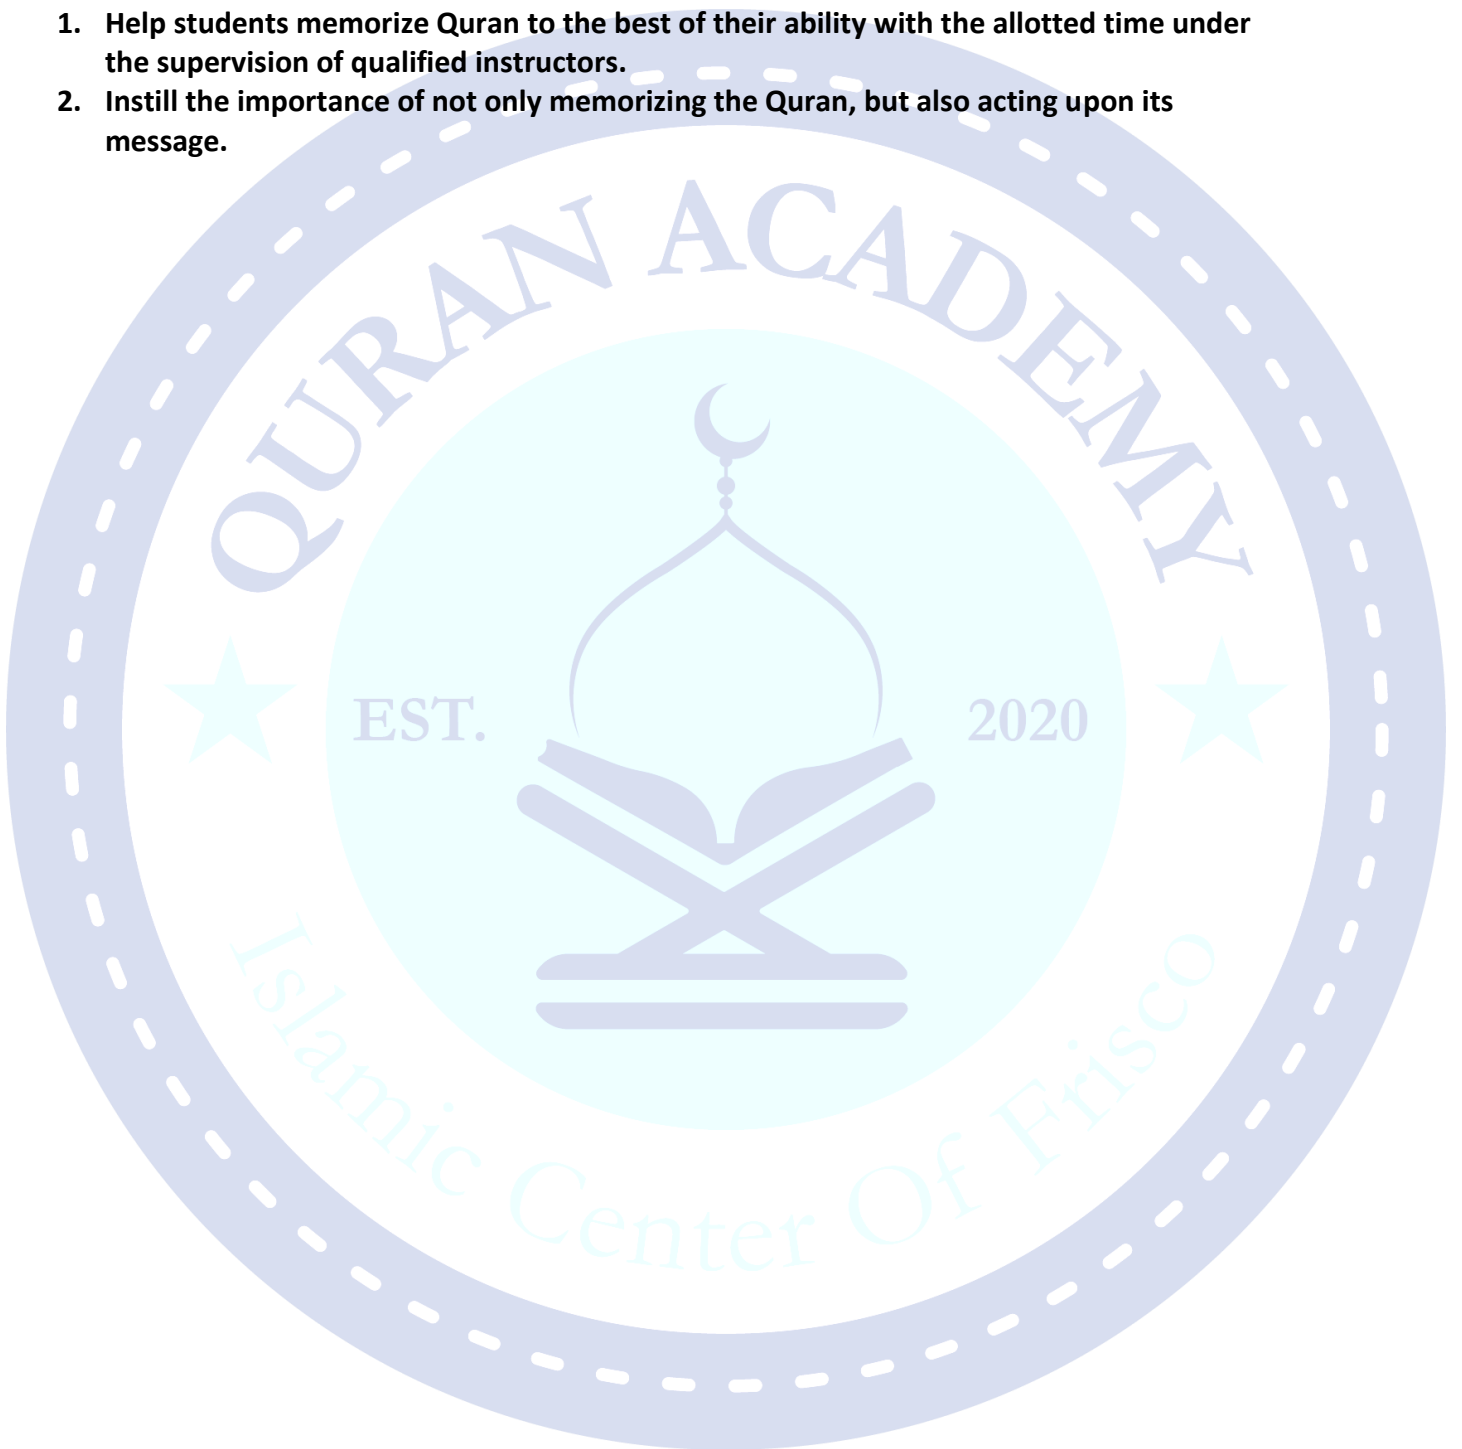 1. Help students memorize Quran to the best of their ability with the allotted time under
the supervision of qualified instructors.
2. Instill the importance of not only memorizing the Quran, but also acting upon its
message.
QURAN ACADEMY
EST. 2020
Islamic Center Of Frisco